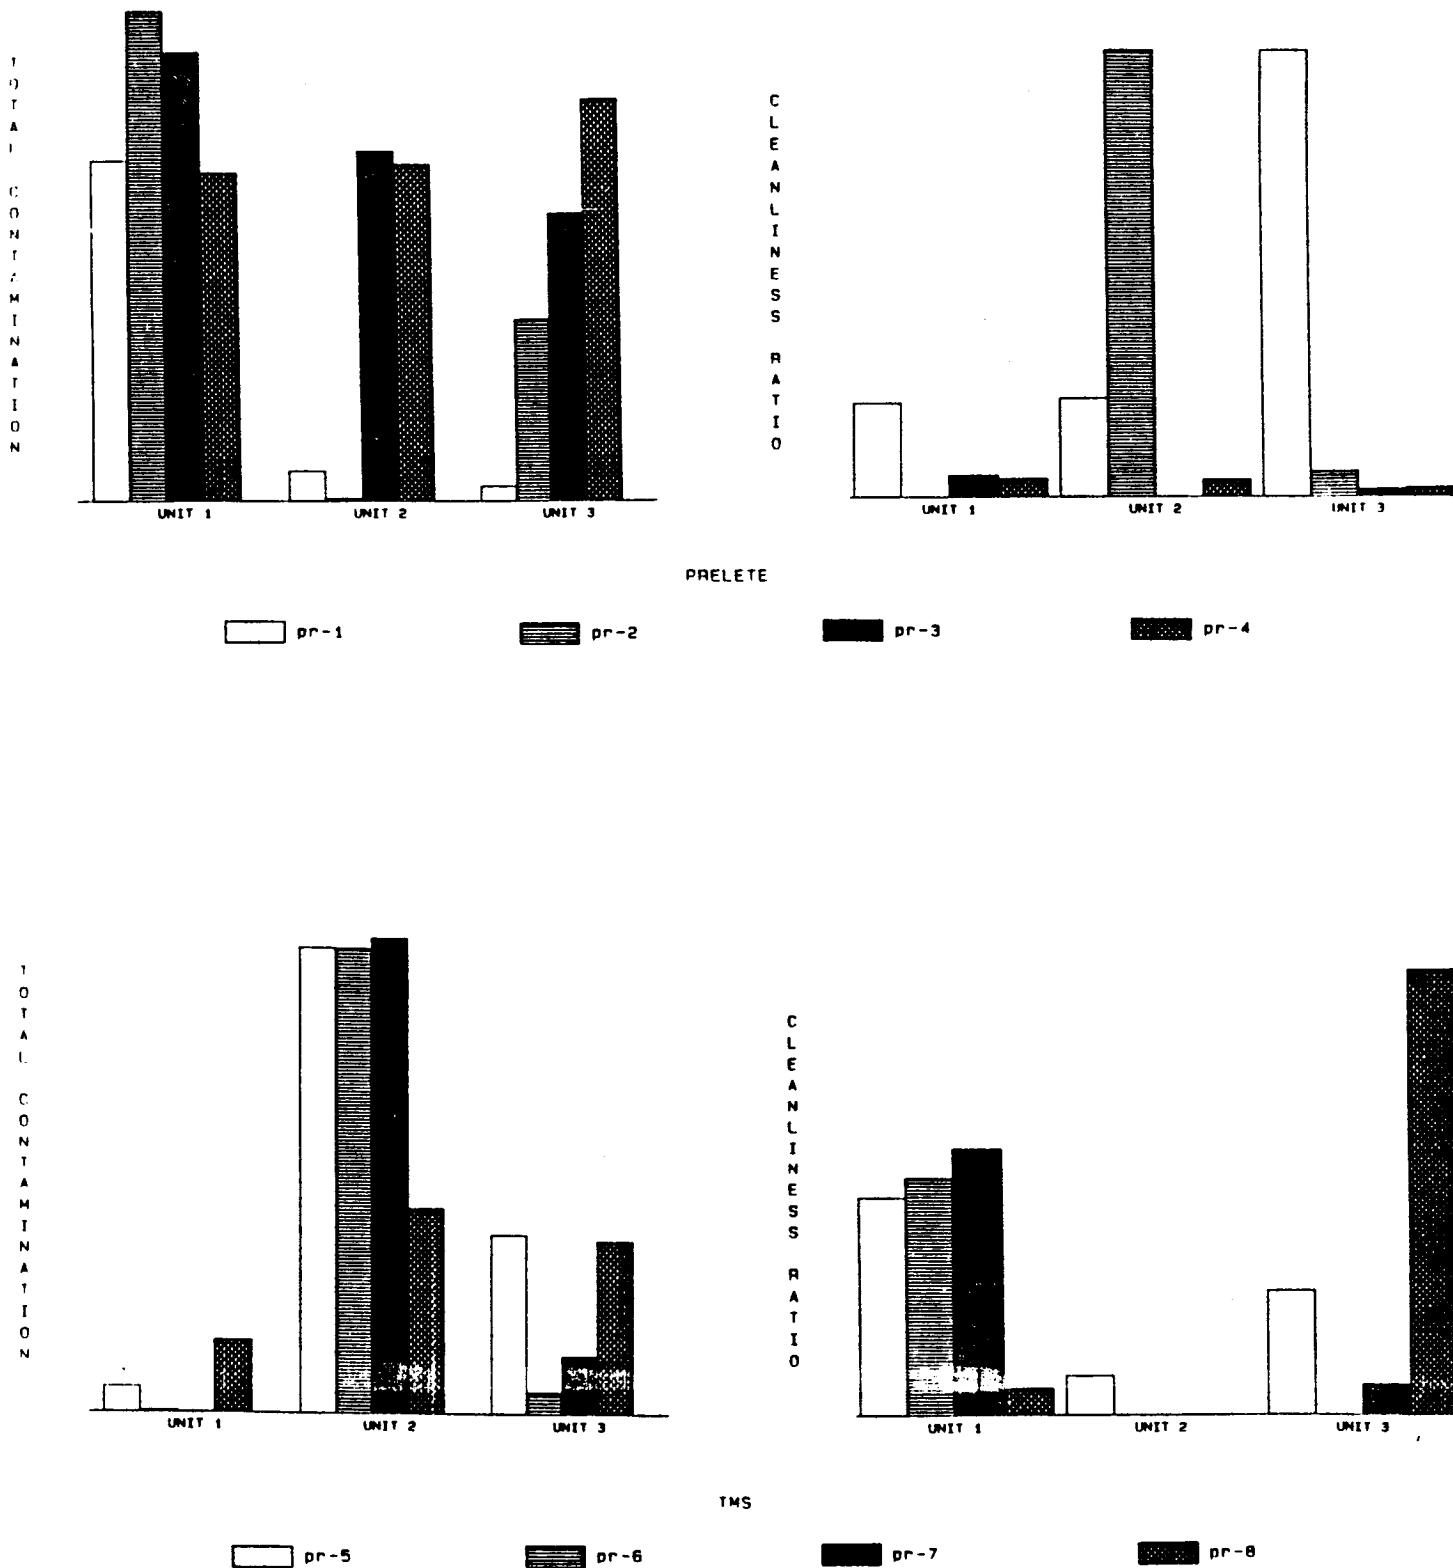 TOTAL CONTAMINATION
CLEANLINESS RATIO
UNIT 1
UNIT 2
UNIT 3
UNIT 1
UNIT 2
UNIT 3
PRELETE
pr-1
pr-2
pr-3
pr-4
TOTAL CONTAMINATION
CLEANLINESS RATIO
UNIT 1
UNIT 2
UNIT 3
UNIT 1
UNIT 2
UNIT 3
TMS
pr-5
pr-6
pr-7
pr-8